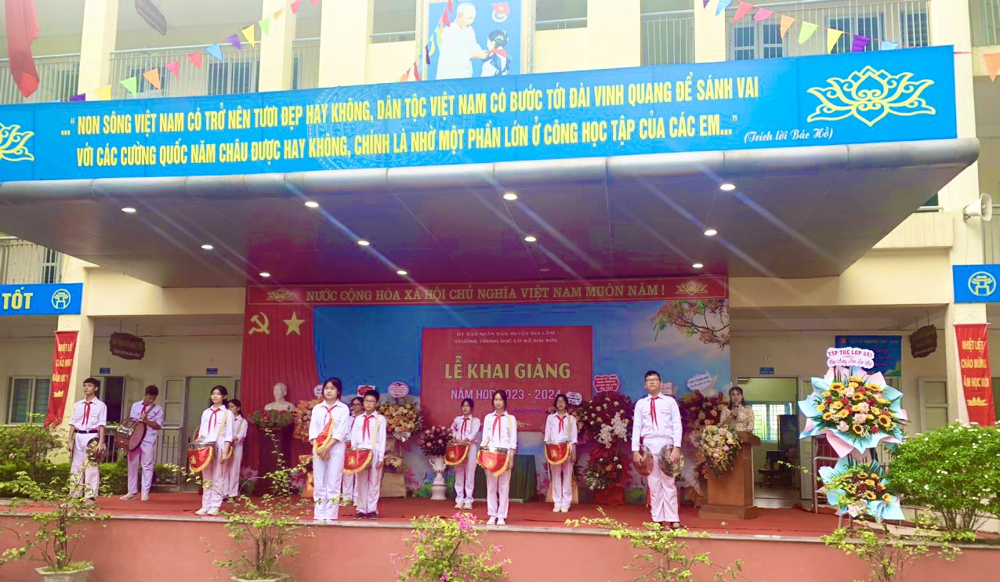 ..." NON SÔNG VIỆT NAM CÓ TRỞ NÊN TƯƠI ĐẸP HAY KHÔNG, DÂN TỘC VIỆT NAM CÓ BƯỚC TỚI ĐÀI VINH QUANG ĐỂ SÁNH VAI
VỚI CÁC CƯỜNG QUỐC NĂM CHÂU ĐƯỢC HAY KHÔNG, CHÍNH LÀ NHỜ MỘT PHẦN LỚN Ở CÔNG HỌC TẬP CỦA CÁC EM..."
(Trích lời Bác Hồ)
TỐT
NƯỚC CỘNG HÒA XÃ HỘI CHỦ NGHĨA VIỆT NAM MUÔN NĂM !
ỦY BAN NHÂN DÂN HUYỆN GIA LÂM
TRƯỜNG TRUNG HỌC CƠ SỞ KIM SƠN
LỄ KHAI GIẢNG
NĂM HỌC 2023 - 2024
NHIỆT LIỆT
CHÀO MỪNG
NĂM HỌC MỚI
TẬP THỂ LỚP 8A1
NHIỆT LIỆT
CHÀO MỪNG
NĂM HỌC MỚI